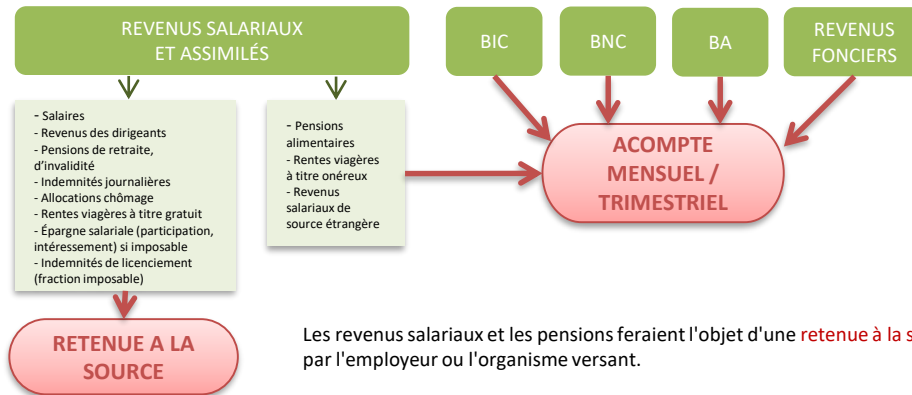 REVENUS SALARIAUX
ET ASSIMILÉS
BIC
BNC
BA
REVENUS
FONCIERS
- Salaires
- Revenus des dirigeants
- Pensions de retraite,
d'invalidité
- Indemnités journalières
- Allocations chômage
- Rentes viagères à titre gratuit
- Épargne salariale (participation,
intéressement) si imposable
- Indemnités de licenciement
(fraction imposable)
- Pensions
alimentaires
- Rentes viagères
à titre onéreux
- Revenus
salariaux de
source étrangère
ACOMPTE
MENSUEL /
TRIMESTRIEL
RETENUE A LA
SOURCE
Les revenus salariaux et les pensions feraient l'objet d'une retenue à la s
par l'employeur ou l'organisme versant.